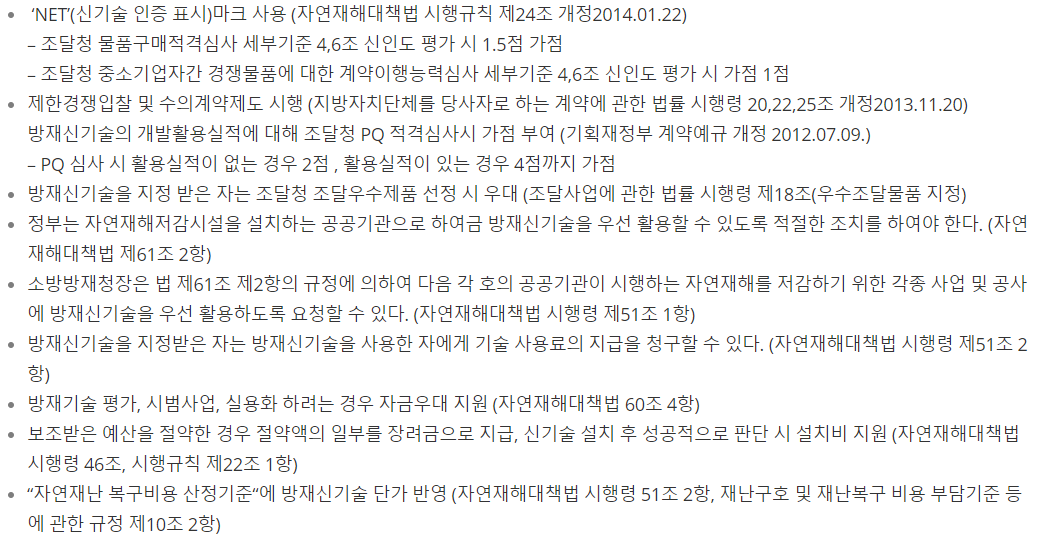 • ‘NET’(신기술 인증 표시)마크 사용 (자연재해대책법 시행규칙 제24조 개정2014.01.22)
– 조달청 물품구매적격심사 세부기준 4,6조 신인도 평가 시 1.5점 가점
– 조달청 중소기업자간 경쟁물품에 대한 계약이행능력심사 세부기준 4,6조 신인도 평가 시 가점 1점
• 제한경쟁입찰 및 수의계약제도 시행 (지방자치단체를 당사자로 하는 계약에 관한 법률 시행령 20,22,25조 개정2013.11.20)
방재신기술의 개발활용실적에 대해 조달청 PQ 적격심사시 가점 부여 (기획재정부 계약예규 개정 2012.07.09.)
– PQ 심사 시 활용실적이 없는 경우 2점 , 활용실적이 있는 경우 4점까지 가점
• 방재신기술을 지정 받은 자는 조달청 조달우수제품 선정 시 우대 (조달사업에 관한 법률 시행령 제18조(우수조달물품 지정)
• 정부는 자연재해저감시설을 설치하는 공공기관으로 하여금 방재신기술을 우선 활용할 수 있도록 적절한 조치를 하여야 한다. (자연
재해대책법 제61조 2항)
• 소방방재청장은 법 제61조 제2항의 규정에 의하여 다음 각 호의 공공기관이 시행하는 자연재해를 저감하기 위한 각종 사업 및 공사
에 방재신기술을 우선 활용하도록 요청할 수 있다. (자연재해대책법 시행령 제51조 1항)
• 방재신기술을 지정받은 자는 방재신기술을 사용한 자에게 기술 사용료의 지급을 청구할 수 있다. (자연재해대책법 시행령 제51조 2
항)
• 방재기술 평가, 시범사업, 실용화 하려는 경우 자금우대 지원 (자연재해대책법 60조 4항)
• 보조받은 예산을 절약한 경우 절약액의 일부를 장려금으로 지급, 신기술 설치 후 성공적으로 판단 시 설치비 지원 (자연재해대책법
시행령 46조, 시행규칙 제22조 1항)
• “자연재난 복구비용 산정기준“에 방재신기술 단가 반영 (자연재해대책법 시행령 51조 2항, 재난구호 및 재난복구 비용 부담기준 등
에 관한 규정 제10조 2항)